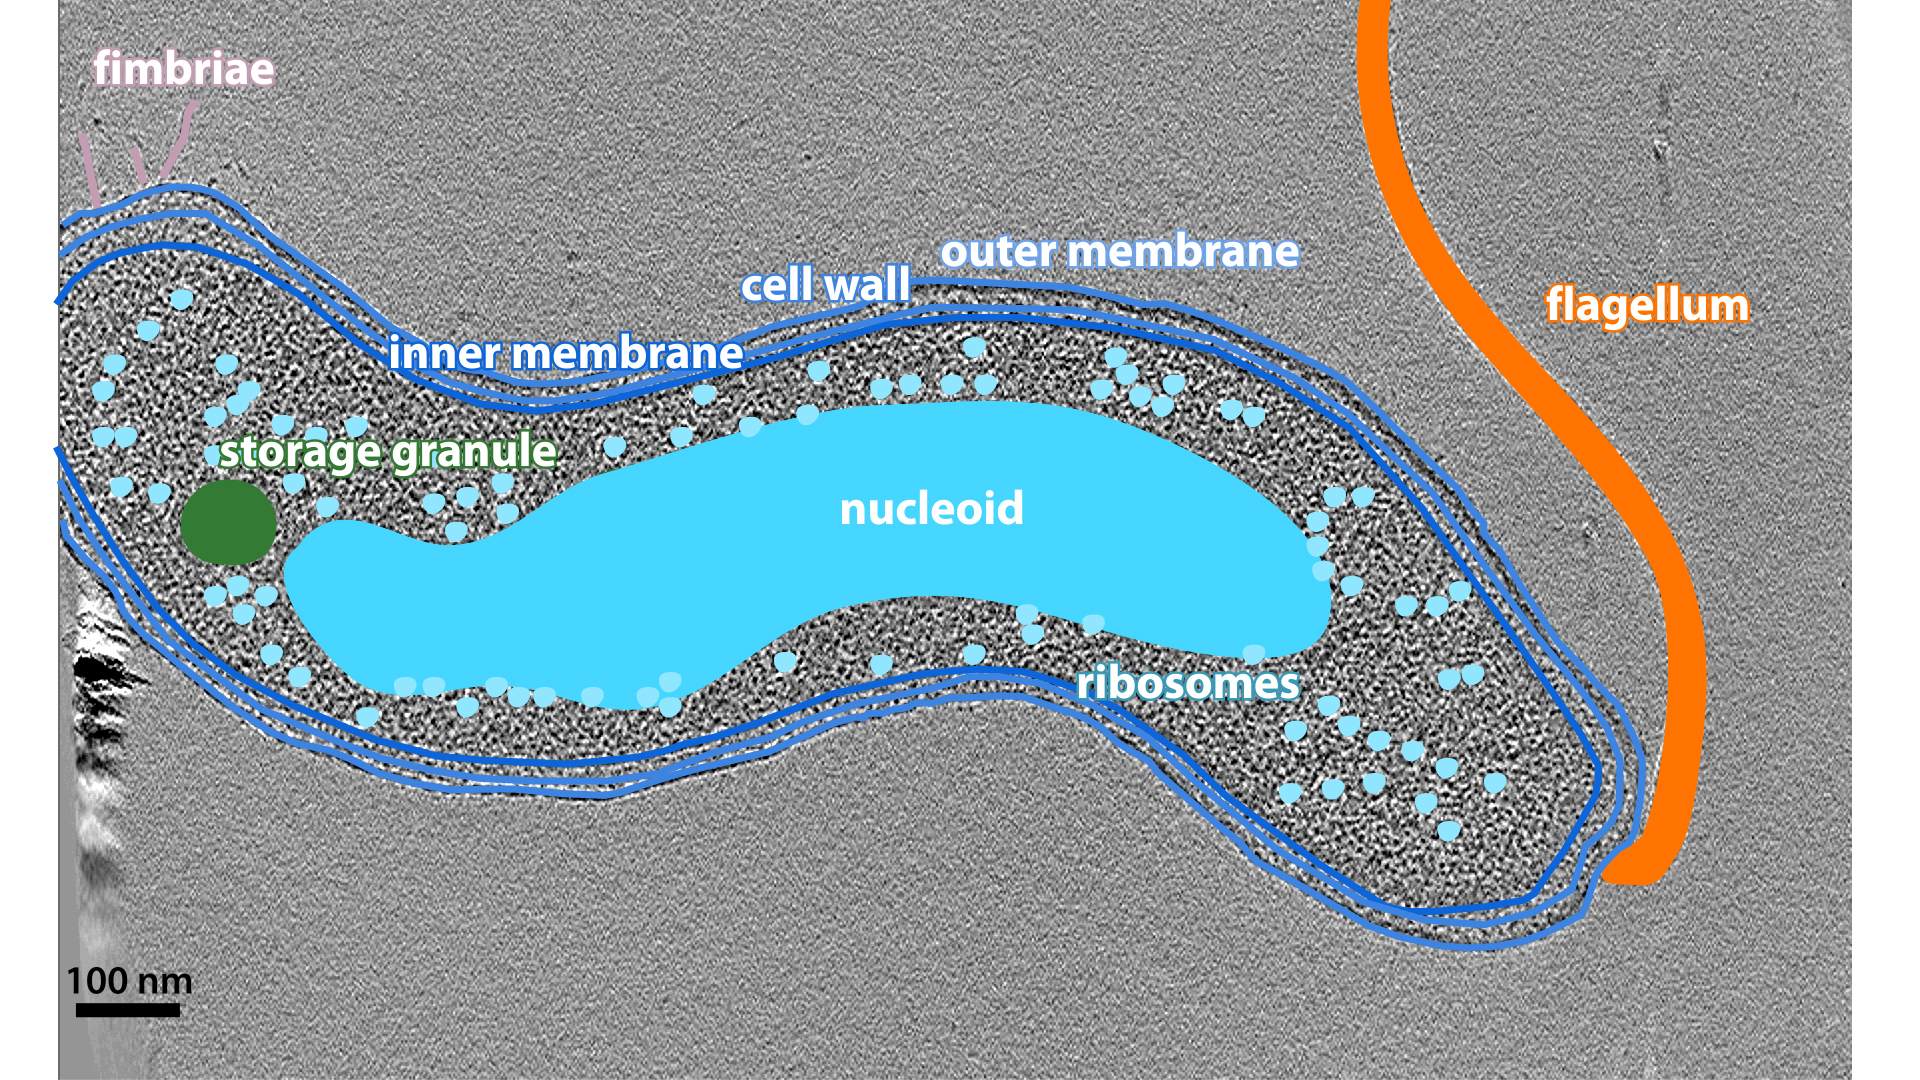 fimbriae
outer membrane
cell wall
flagellum
inner membrane
storage granule
nucleoid
ribosomes
100 nm